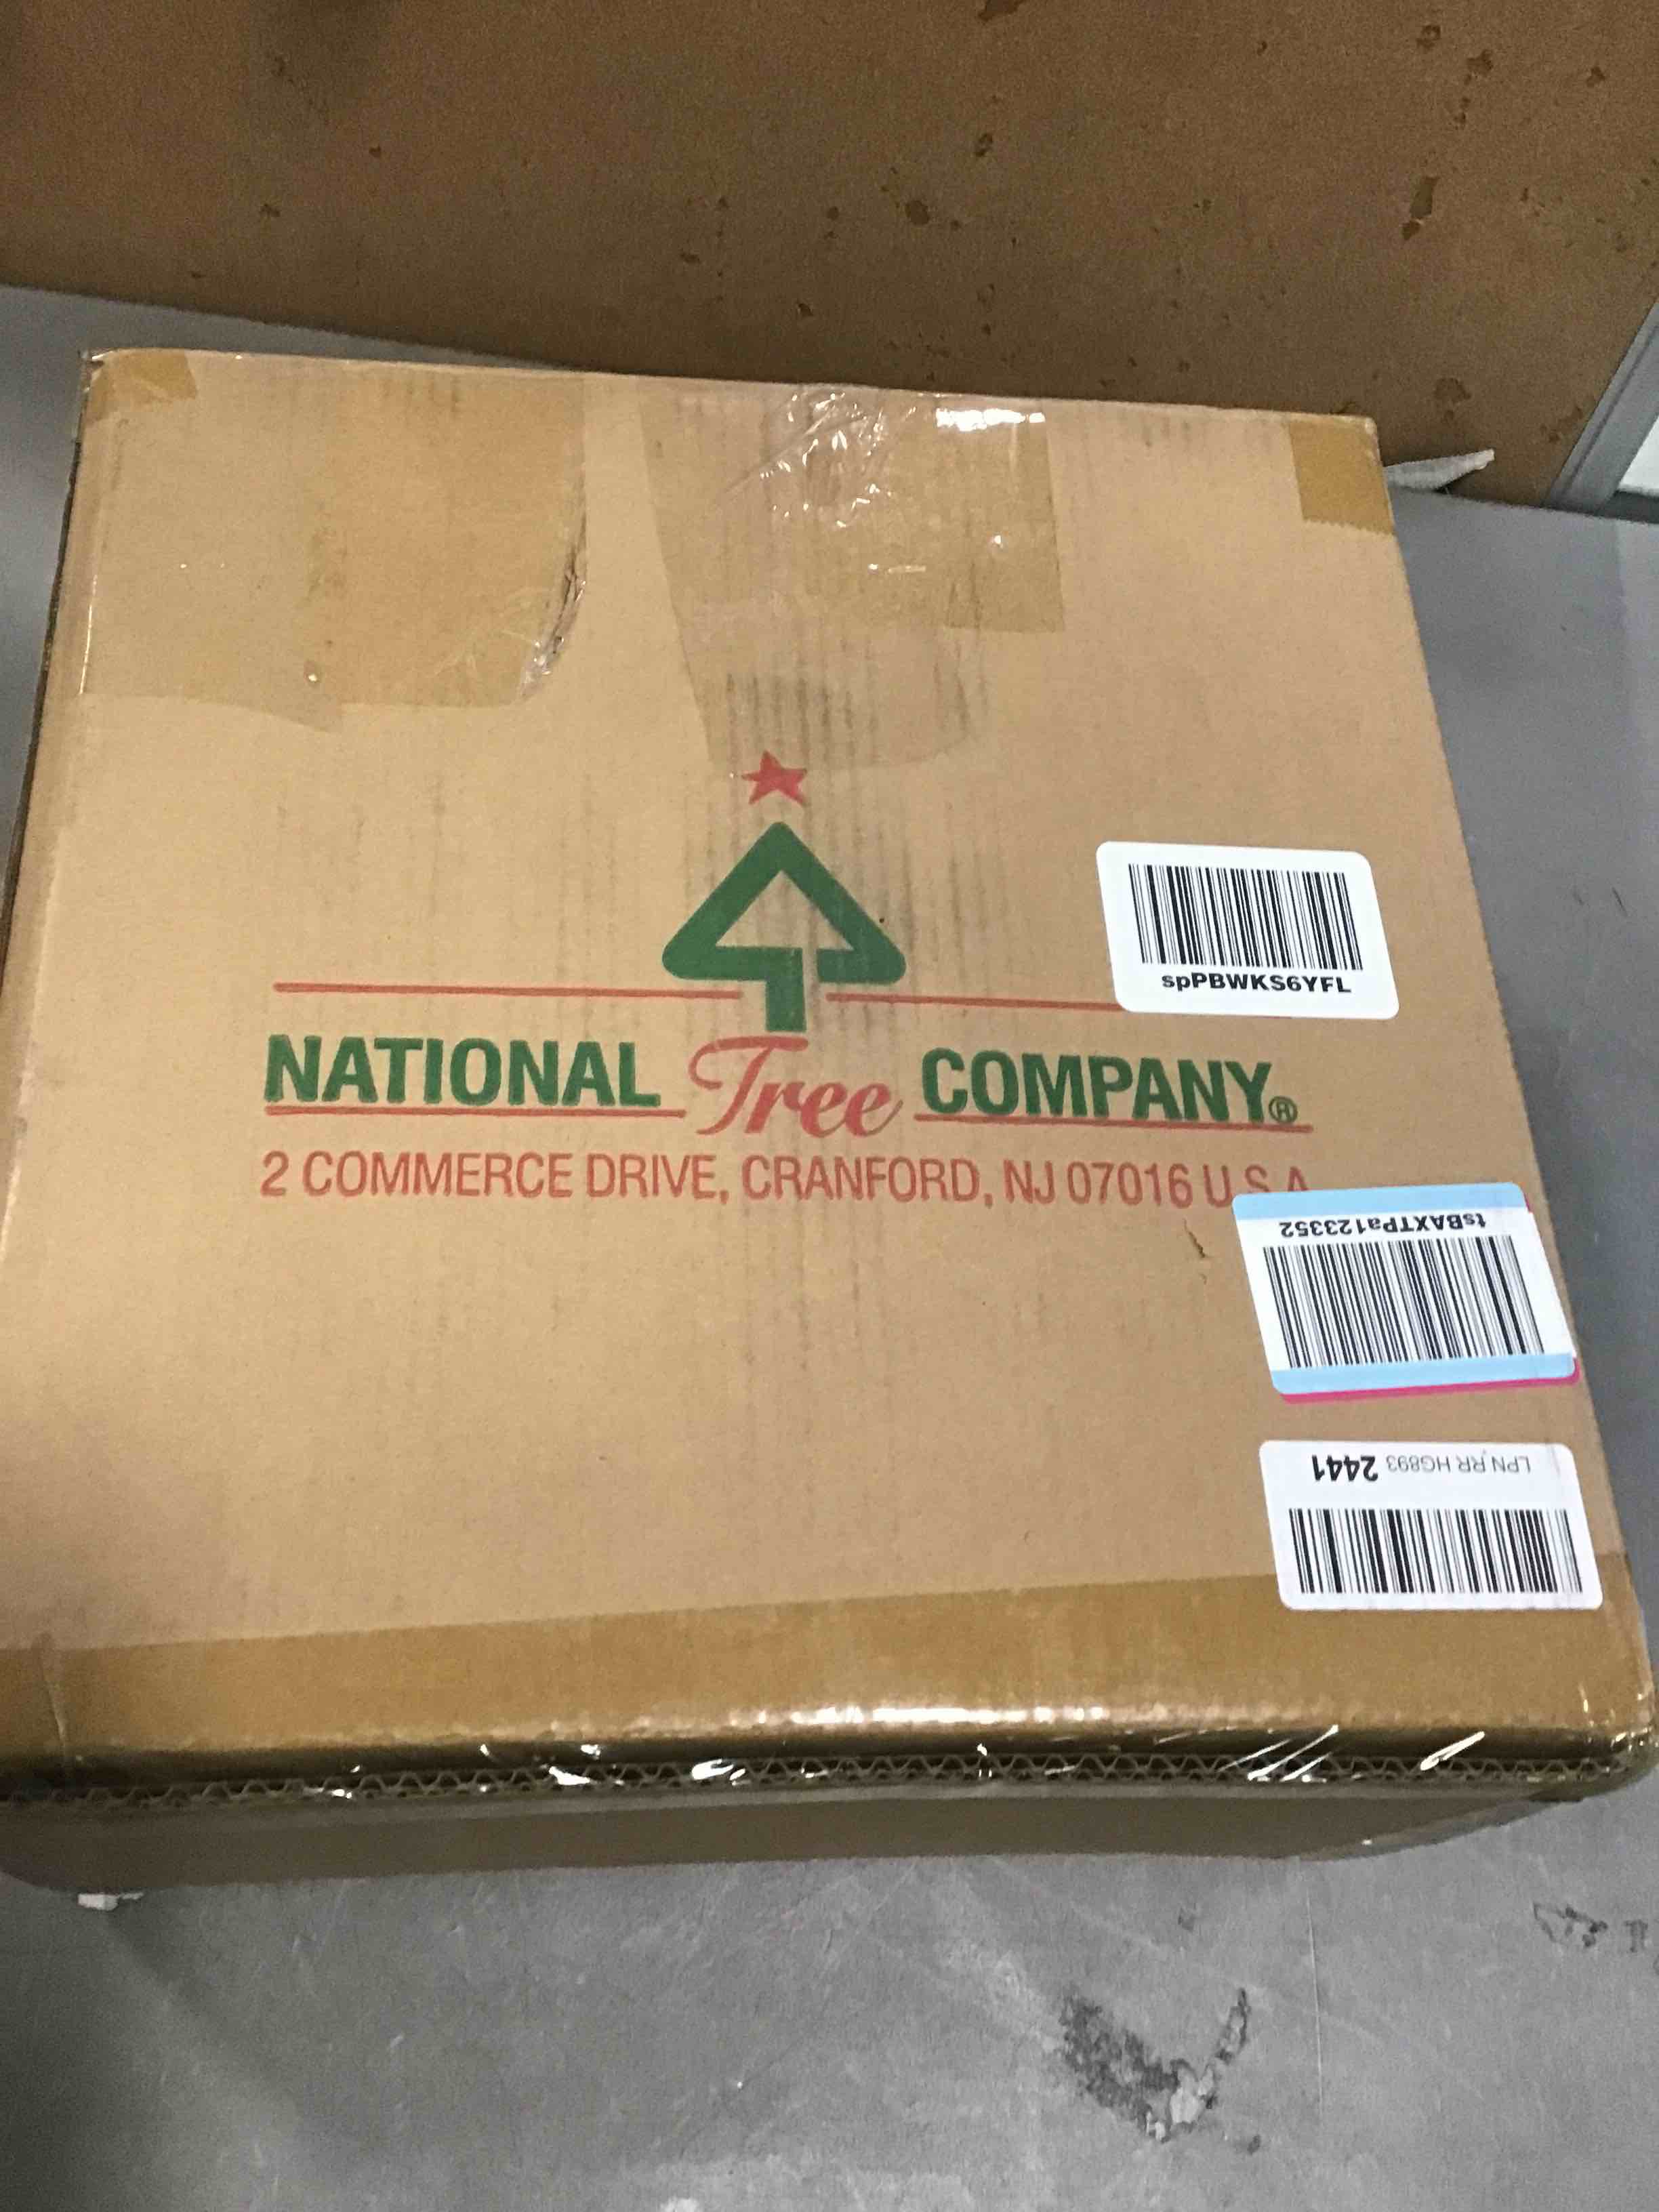 spPBWKS6YFL
NATIONAL Tree COMPANY®
2 COMMERCE DRIVE, CRANFORD, NJ 07016 U.S.A.
tsBAXTPa123352
LPN RR HG893 2441